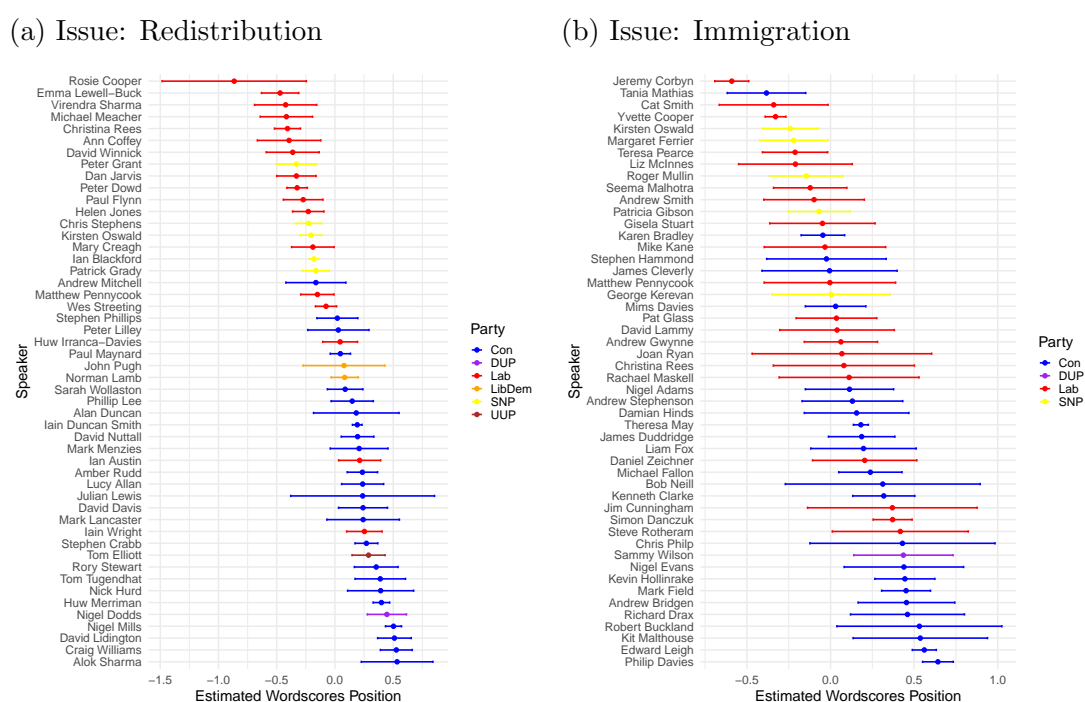 (a) Issue: Redistribution
Rosie Cooper
Emma Lewell−Buck
Virendra Sharma
Michael Meacher
Christina Rees
Ann Coffey
David Winnick
Peter Grant
Dan Jarvis
Peter Dowd
Paul Flynn
Helen Jones
Chris Stephens
Kirsten Oswald
Mary Creagh
Ian Blackford
Patrick Grady
Andrew Mitchell
Matthew Pennycook
Wes Streeting
Stephen Phillips
Peter Lilley
Huw Irranca−Davies
Paul Maynard
John Pugh
Norman Lamb
Sarah Wollaston
Phillip Lee
Alan Duncan
Iain Duncan Smith
David Nuttall
Mark Menzies
Ian Austin
Amber Rudd
Lucy Allan
Julian Lewis
David Davis
Mark Lancaster
Iain Wright
Stephen Crabb
Tom Elliott
Rory Stewart
Tom Tugendhat
Nick Hurd
Huw Merriman
Nigel Dodds
Nigel Mills
David Lidington
Craig Williams
Alok Sharma
Speaker
−1.5 −1.0 −0.5 0.0 0.5
Estimated Wordscores Position
Party
Con
DUP
Lab
LibDem
SNP
UUP
(b) Issue: Immigration
Jeremy Corbyn
Tania Mathias
Cat Smith
Yvette Cooper
Kirsten Oswald
Margaret Ferrier
Teresa Pearce
Liz McInnes
Roger Mullin
Seema Malhotra
Andrew Smith
Patricia Gibson
Gisela Stuart
Karen Bradley
Mike Kane
Stephen Hammond
James Cleverly
Matthew Pennycook
George Kerevan
Mims Davies
Pat Glass
David Lammy
Andrew Gwynne
Joan Ryan
Christina Rees
Rachael Maskell
Nigel Adams
Andrew Stephenson
Damian Hinds
Theresa May
James Duddridge
Liam Fox
Daniel Zeichner
Michael Fallon
Bob Neill
Kenneth Clarke
Jim Cunningham
Simon Danczuk
Steve Rotheram
Chris Philp
Sammy Wilson
Nigel Evans
Kevin Hollinrake
Mark Field
Andrew Bridgen
Richard Drax
Robert Buckland
Kit Malthouse
Edward Leigh
Philip Davies
Speaker
−0.5 0.0 0.5 1.0
Estimated Wordscores Position
Party
Con
DUP
Lab
SNP